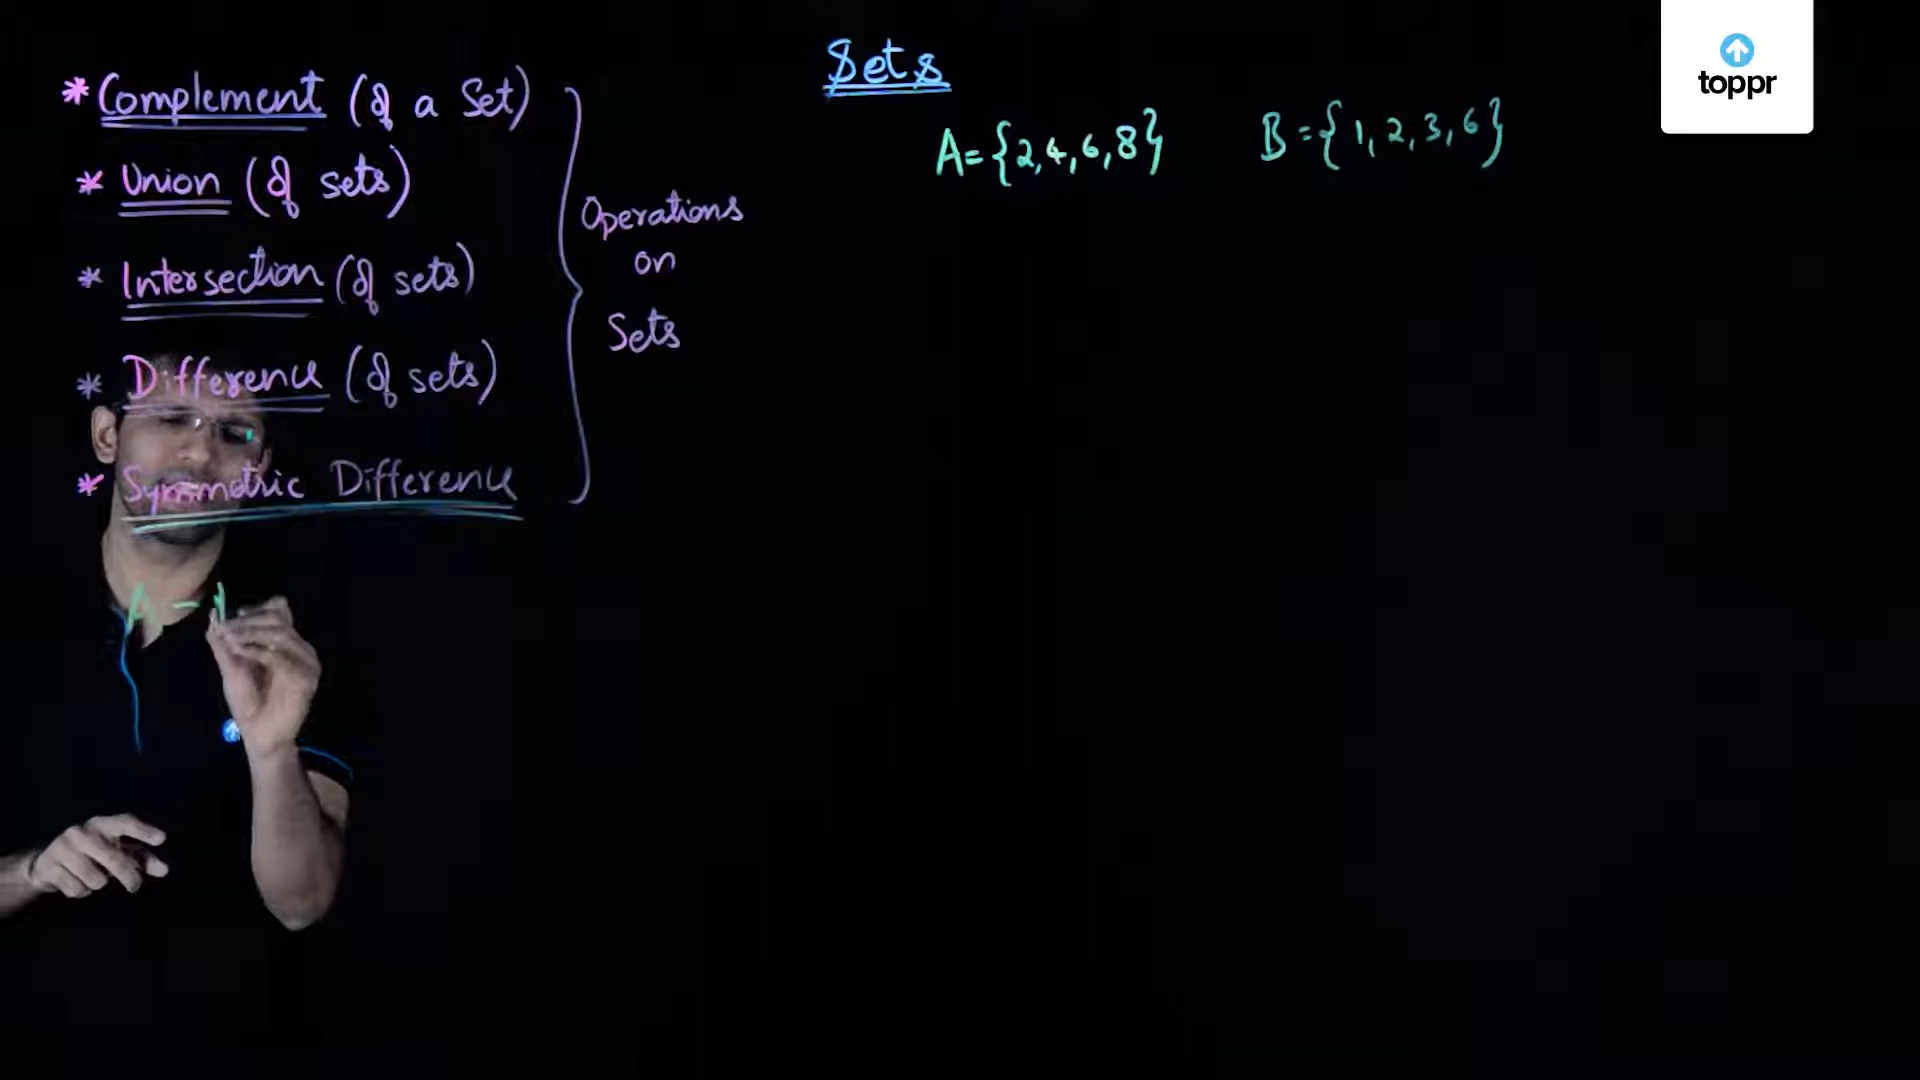 Sets
* Complement (of a Set)
* Union (of sets)
* Intersection (of sets)
* Difference (of sets)
* Symmetric Difference
Operations
on
Sets
A={2,4,6,8} B={1,2,3,6}
A -
toppr